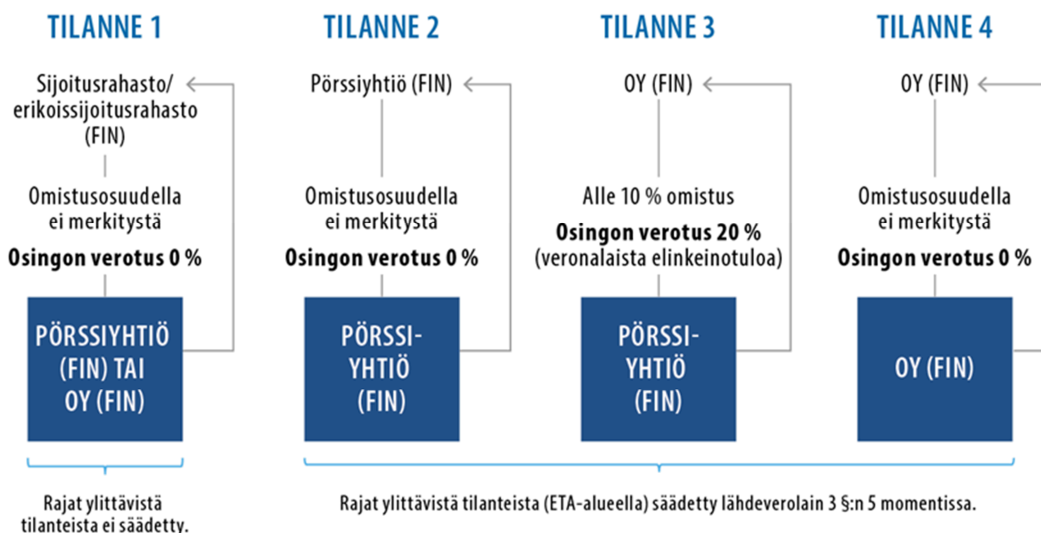 TILANNE 1
Sijoitusrahasto/
erikoissijoitusrahasto
(FIN)
Omistusosuudella
ei merkitystä
Osingon verotus 0 %
PÖRSSIYHTIÖ
(FIN) TAI
OY (FIN)
Rajat ylittävistä
tilanteista ei säädetty.
TILANNE 2
Pörssiyhtiö (FIN)
Omistusosuudella
ei merkitystä
Osingon verotus 0 %
PÖRSSI-
YHTIÖ
(FIN)
TILANNE 3
OY (FIN)
Alle 10 % omistus
Osingon verotus 20 %
(veronalaista elinkeinotuloa)
PÖRSSI-
YHTIÖ
(FIN)
TILANNE 4
OY (FIN)
Omistusosuudella
ei merkitystä
Osingon verotus 0 %
OY (FIN)
Rajat ylittävistä tilanteista (ETA-alueella) säädetty lähdeverolain 3 §:n 5 momentissa.